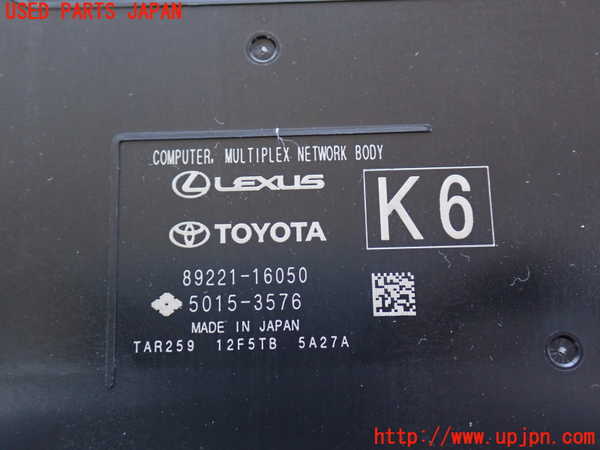 USED PARTS JAPAN
COMPUTER, MULTIPLEX NETWORK BODY
LEXUS
K6
TOYOTA
89221-16050
5015-3576
MADE IN JAPAN
TAR259 12F5TB 5A27A
http://www.upjpn.com/